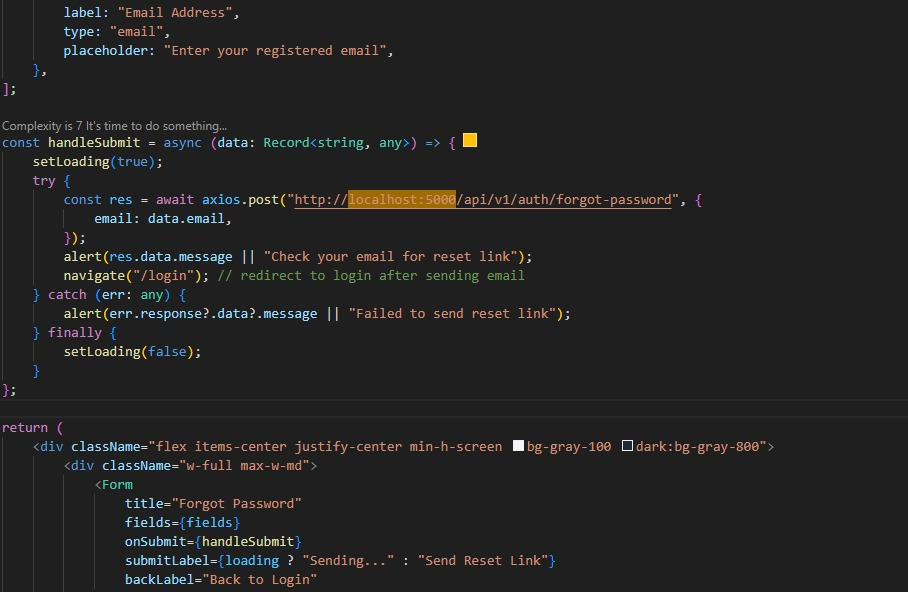 label: "Email Address",
type: "email",
placeholder: "Enter your registered email",
},
];
Complexity is 7 It's time to do something...
const handleSubmit = async (data: Record<string, any>) => {
setLoading(true);
try {
const res = await axios.post("http://localhost:5000/api/v1/auth/forgot-password", {
email: data.email,
});
alert(res.data.message || "Check your email for reset link");
navigate("/login"); // redirect to login after sending email
} catch (err: any) {
alert(err.response?.data?.message || "Failed to send reset link");
} finally {
setLoading(false);
}
};
return (
<div className="flex items-center justify-center min-h-screen bg-gray-100 dark:bg-gray-800">
<div className="w-full max-w-md">
<Form
title="Forgot Password"
fields={fields}
onSubmit={handleSubmit}
submitLabel={loading ? "Sending..." : "Send Reset Link"}
backLabel="Back to Login"